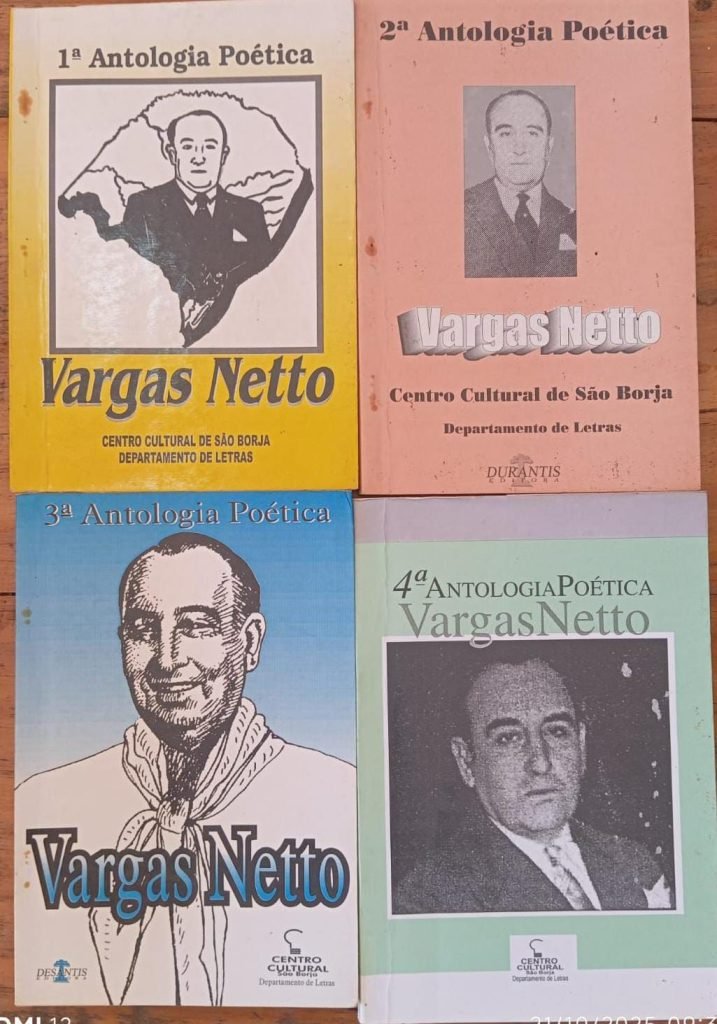 1ª Antologia Poética
Vargas Netto
CENTRO CULTURAL DE SÃO BORJA
DEPARTAMENTO DE LETRAS
2ª Antologia Poética
Vargas Netto
Centro Cultural de São Borja
Departamento de Letras
DURANTIS
EDITORA
3ª Antologia Poética
Vargas Netto
DESANTIS
EDITORA
CENTRO
CULTURAL
São Borja
Departamento de Letras
4ª ANTOLOGIA POÉTICA
Vargas Netto
CENTRO
CULTURAL
São Borja
Departamento de Letras